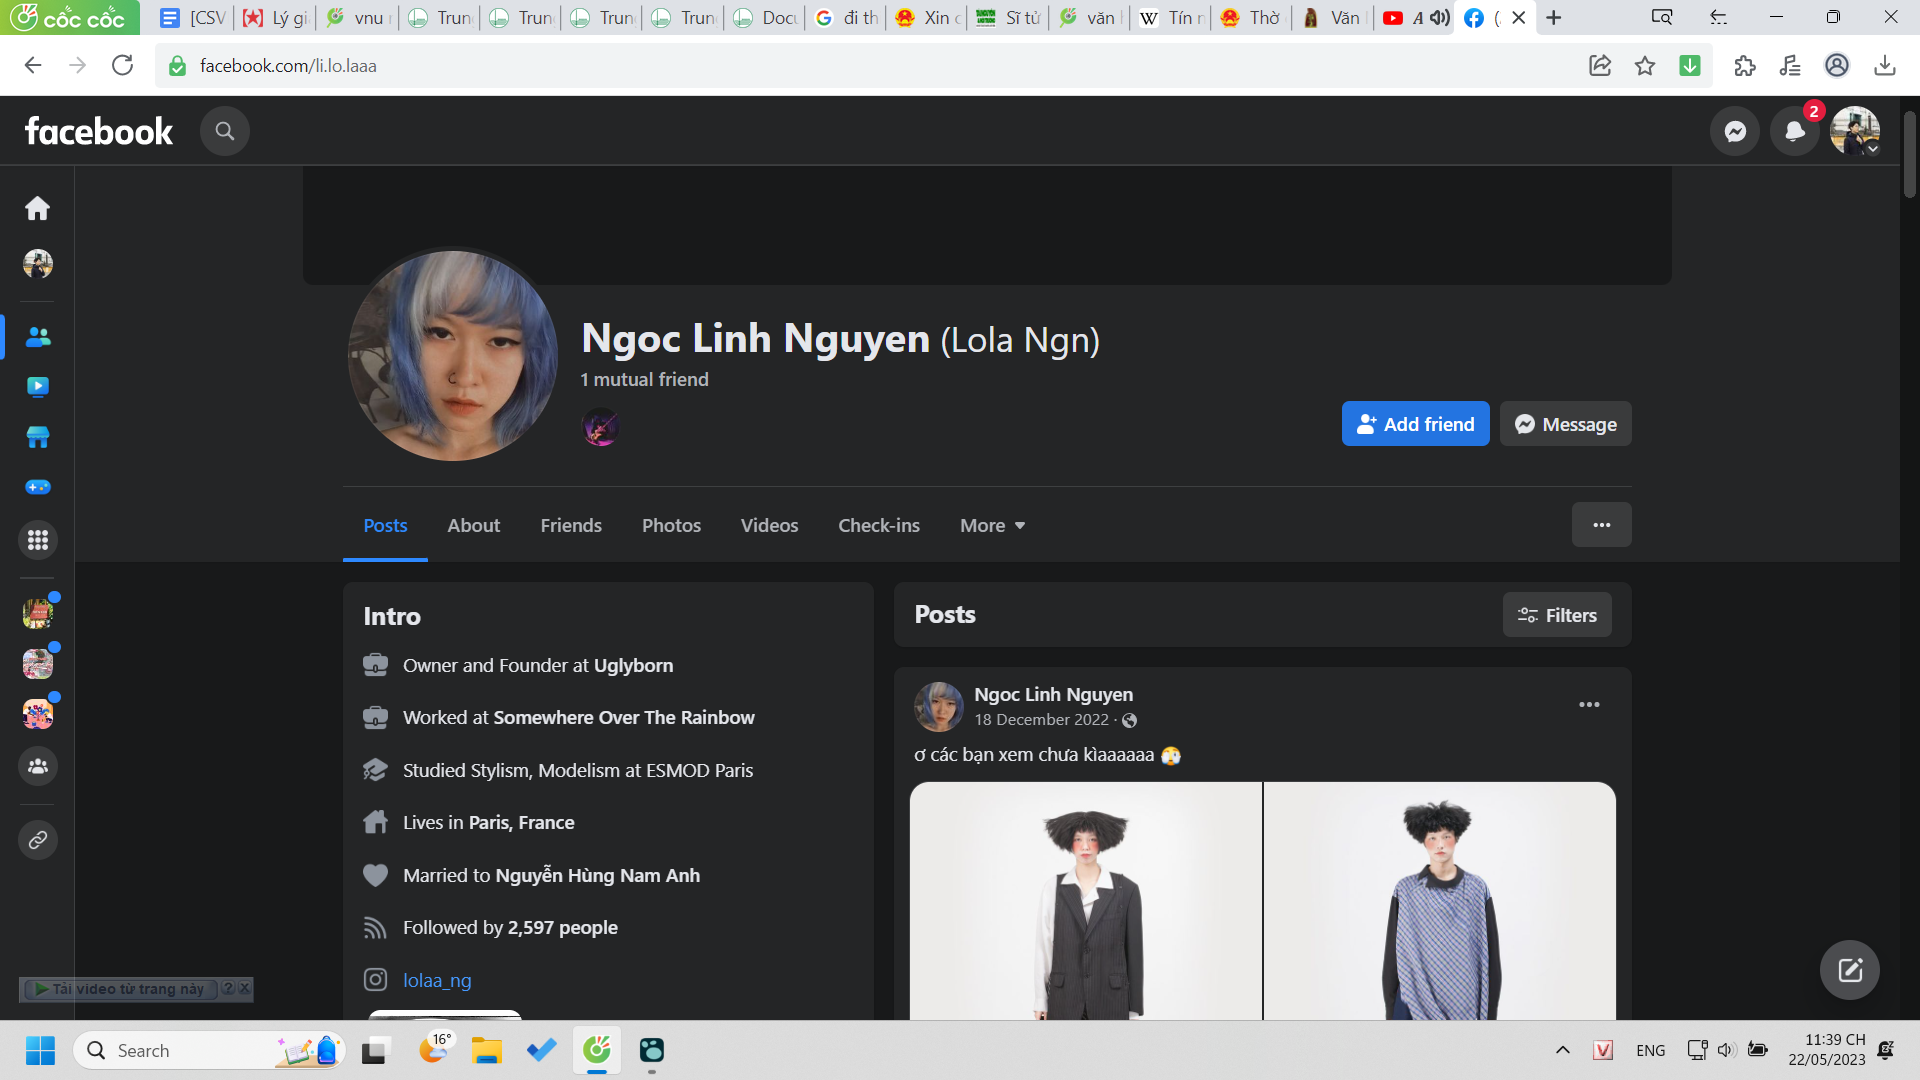 cốc cốc
[CSV
Lý gi
vnu
Trun
Trun
Trun
Trun
Docu
đi th
Xin c
Sĩ tử
văn
Tín n
Thờ
Văn
A
(
facebook.com/li.lo.laaa
facebook
2
Ngoc Linh Nguyen (Lola Ngn)
1 mutual friend
Add friend
Message
Posts
About
Friends
Photos
Videos
Check-ins
More
Intro
Owner and Founder at Uglyborn
Worked at Somewhere Over The Rainbow
Studied Stylism, Modelism at ESMOD Paris
Lives in Paris, France
Married to Nguyễn Hùng Nam Anh
Followed by 2,597 people
lolaa_ng
Posts
Filters
Ngoc Linh Nguyen
18 December 2022 ·
ơ các bạn xem chưa kìaaaaaa 🫣
Tải video từ trang này
?
X
Search
16°
V
ENG
11:39 CH
22/05/2023